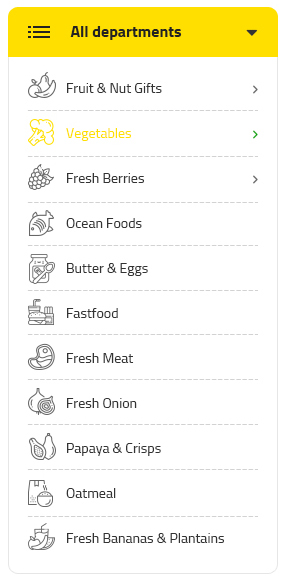 All departments
Fruit & Nut Gifts
Vegetables
Fresh Berries
Ocean Foods
Butter & Eggs
Fastfood
Fresh Meat
Fresh Onion
Papaya & Crisps
Oatmeal
Fresh Bananas & Plantains